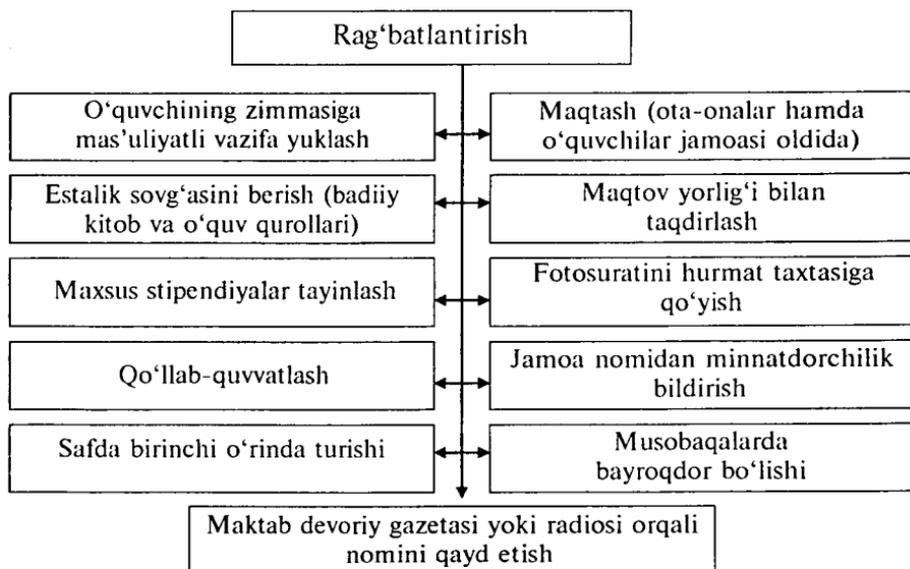 Rag‘batlantirish
O‘quvchining zimmasiga
mas’uliyatli vazifa yuklash
Maqtash (ota-onalar hamda
o‘quvchilar jamoasi oldida)
Estalik sovg‘asini berish (badiiy
kitob va o‘quv qurollari)
Maqtov yorlig‘i bilan
taqdirlash
Maxsus stipendiyalar tayinlash
Fotosuratini hurmat taxtasiga
qo‘yish
Qo‘llab-quvvatlash
Jamoa nomidan minnatdorchilik
bildirish
Safda birinchi o‘rinda turishi
Musobaqalarda
bayroqdor bo‘lishi
Maktab devoriy gazetasi yoki radiosi orqali
nomini qayd etish